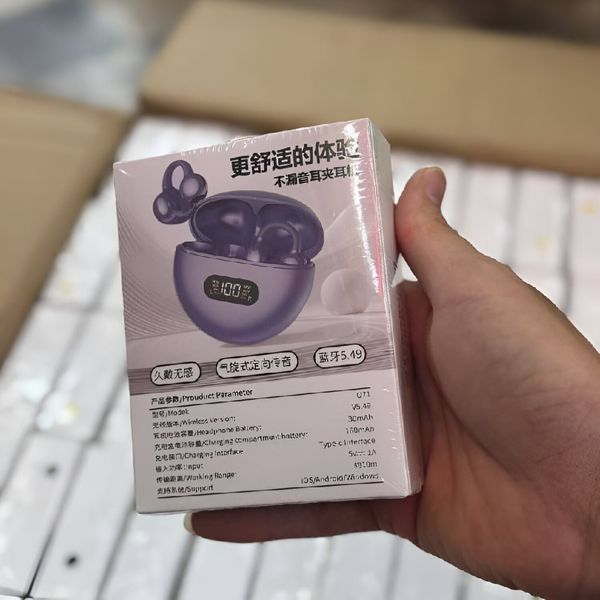 更舒适的体验
不漏音耳夹耳机
100
久戴无感
气旋式定向传音
蓝牙5.49
产品参数/Prouduct Parameter
型号/Model:
无线版本/Wireless Version: V5.49
耳机电池容量/Headphone Battery: 30mAh
充电盒电池容量/Charging compartment battery: 160mAh
充电接口/Charging Interface Type-c Interface
输入功率/Input 5v
传输距离/Working Range:
支持系统/Support iOS/Android/Windows